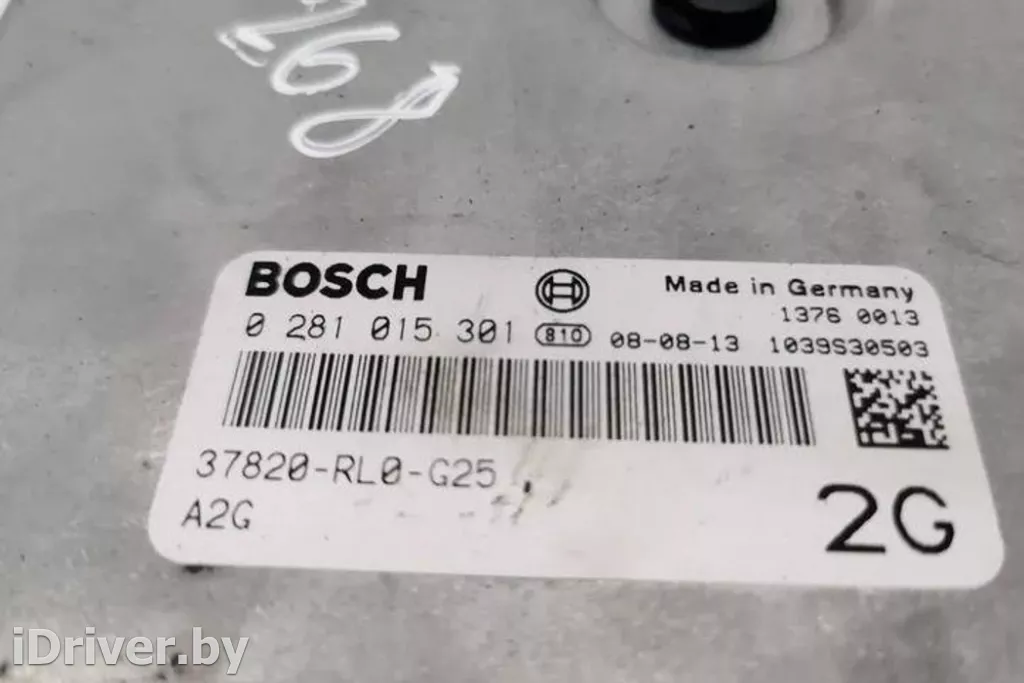 268
BOSCH
Made in Germany
1376 0013
0 281 015 301 810 08-08-13 1039S30503
37820-RL0-G25
A2G
2G
iDriver.by